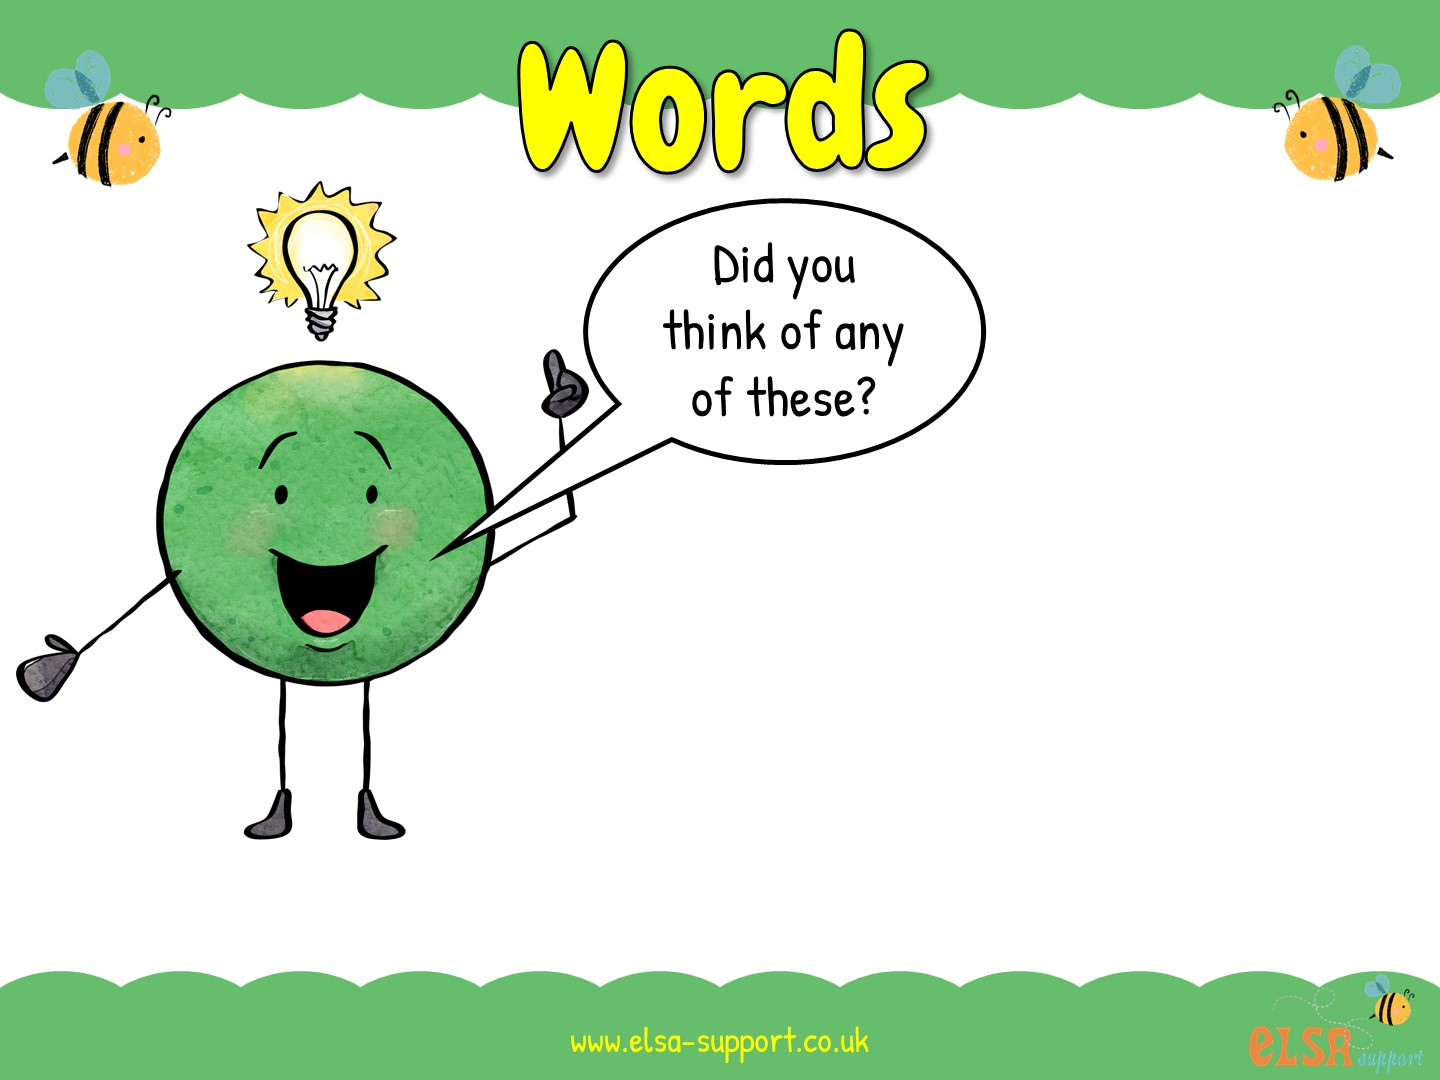 Words
Did you
think of any
of these?
www.elsa-support.co.uk
ELSA
support